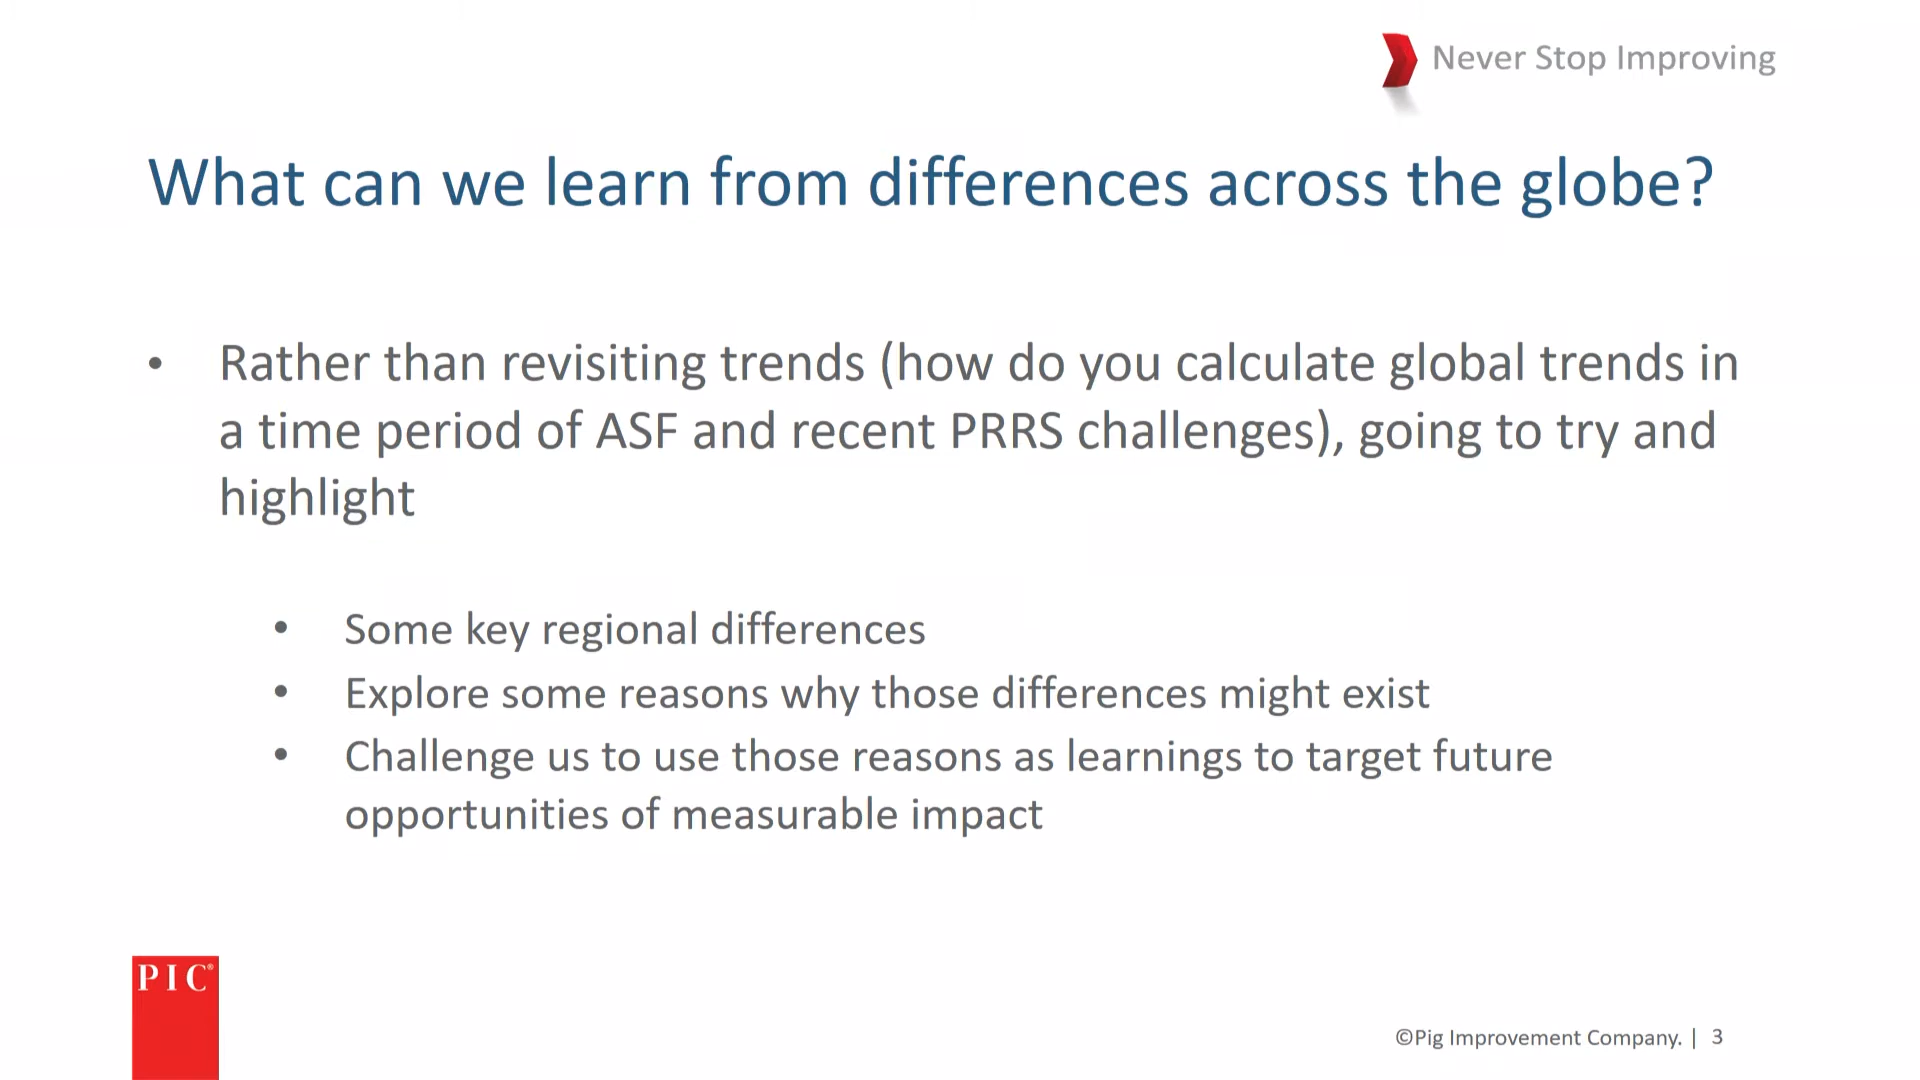 Never Stop Improving
What can we learn from differences across the globe?
• Rather than revisiting trends (how do you calculate global trends in
a time period of ASF and recent PRRS challenges), going to try and
highlight
• Some key regional differences
• Explore some reasons why those differences might exist
• Challenge us to use those reasons as learnings to target future
opportunities of measurable impact
PIC®
©Pig Improvement Company. | 3